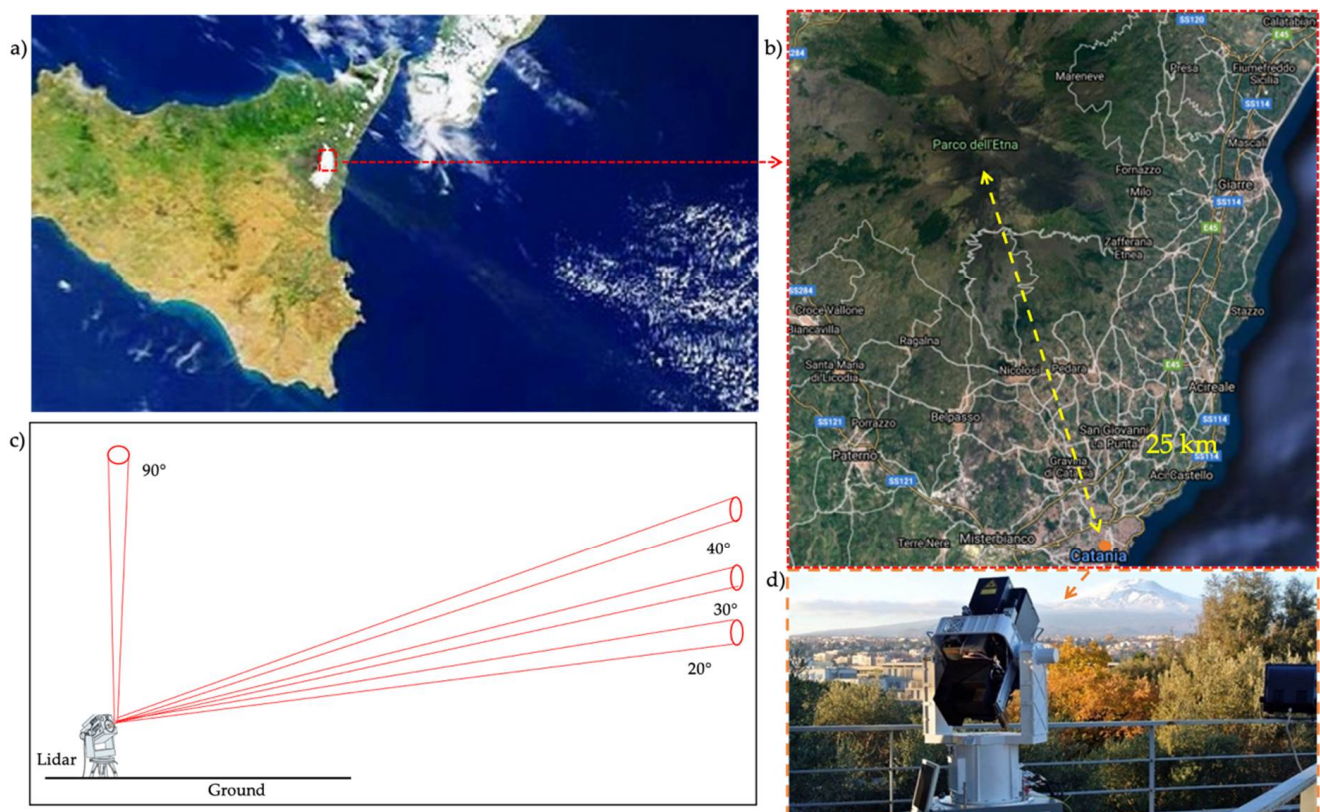 a)
b)
SS120
Calatabian
284
E45
Mareneve
Presa
Fiumefreddo
Sicilia
SS114
Parco dell'Etna
Mascali
Fornazzo
Milo
Giarre
SS114
E45
Zafferana
Etnea
SS284
Croce Vallone
Biancavilla
Stazzo
Ragalna
Santa Maria
di Licodia
Nicolosi
Pedara
E45
Acireale
Belpasso
SS121
Porrazzo
SS114
San Giovanni
La Punta
25 km
SS114
Paternò
Gravina
di Catania
Aci Castello
SS121
Terre Nere
Misterbianco
Catania
c)
90°
40°
30°
20°
Lidar
Ground
d)